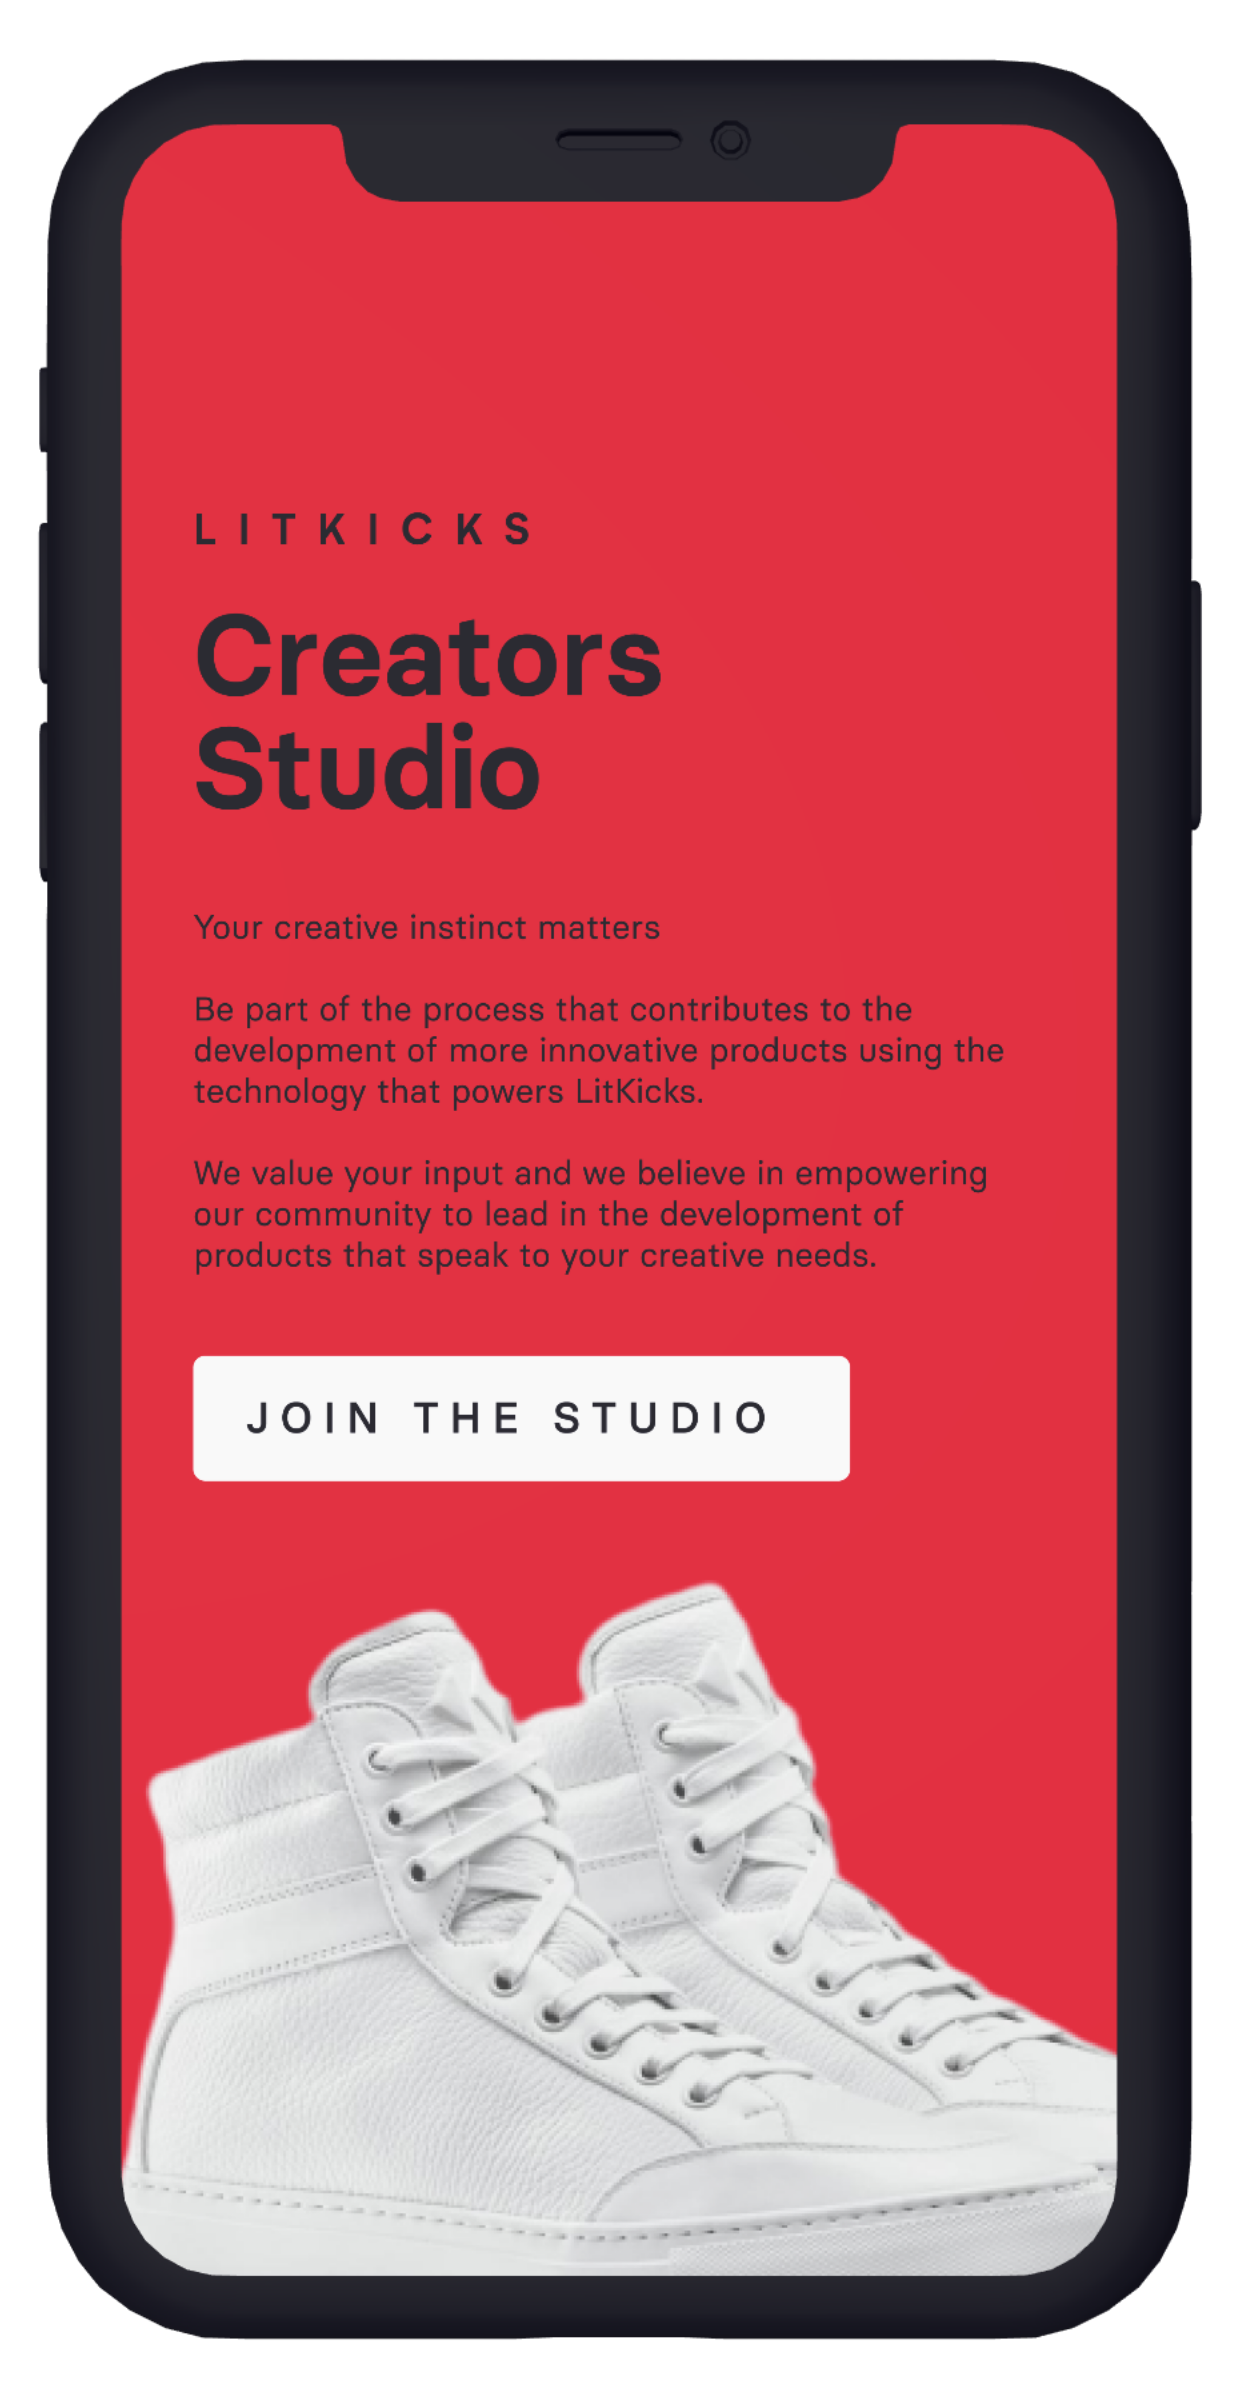 LITKICKS
Creators
Studio
Your creative instinct matters
Be part of the process that contributes to the
development of more innovative products using the
technology that powers LitKicks.
We value your input and we believe in empowering
our community to lead in the development of
products that speak to your creative needs.
JOIN THE STUDIO